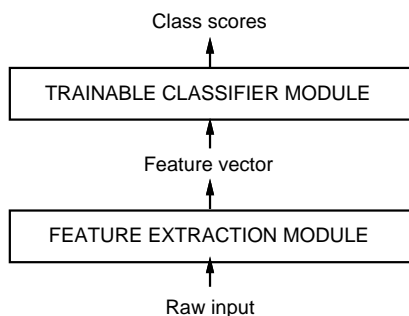 Class scores
TRAINABLE CLASSIFIER MODULE
Feature vector
FEATURE EXTRACTION MODULE
Raw input